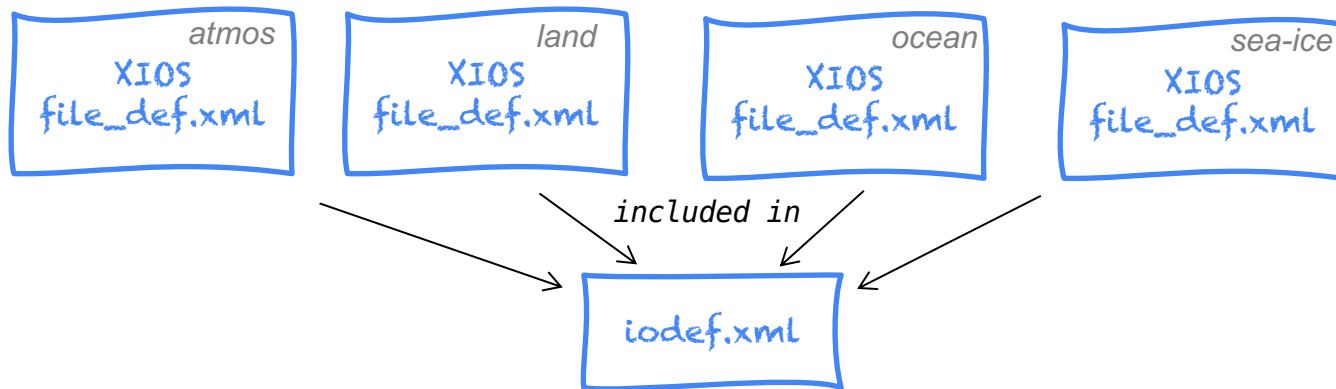 atmos
XIOS
file_def.xml
land
XIOS
file_def.xml
ocean
XIOS
file_def.xml
sea-ice
XIOS
file_def.xml
included in
iodef.xml